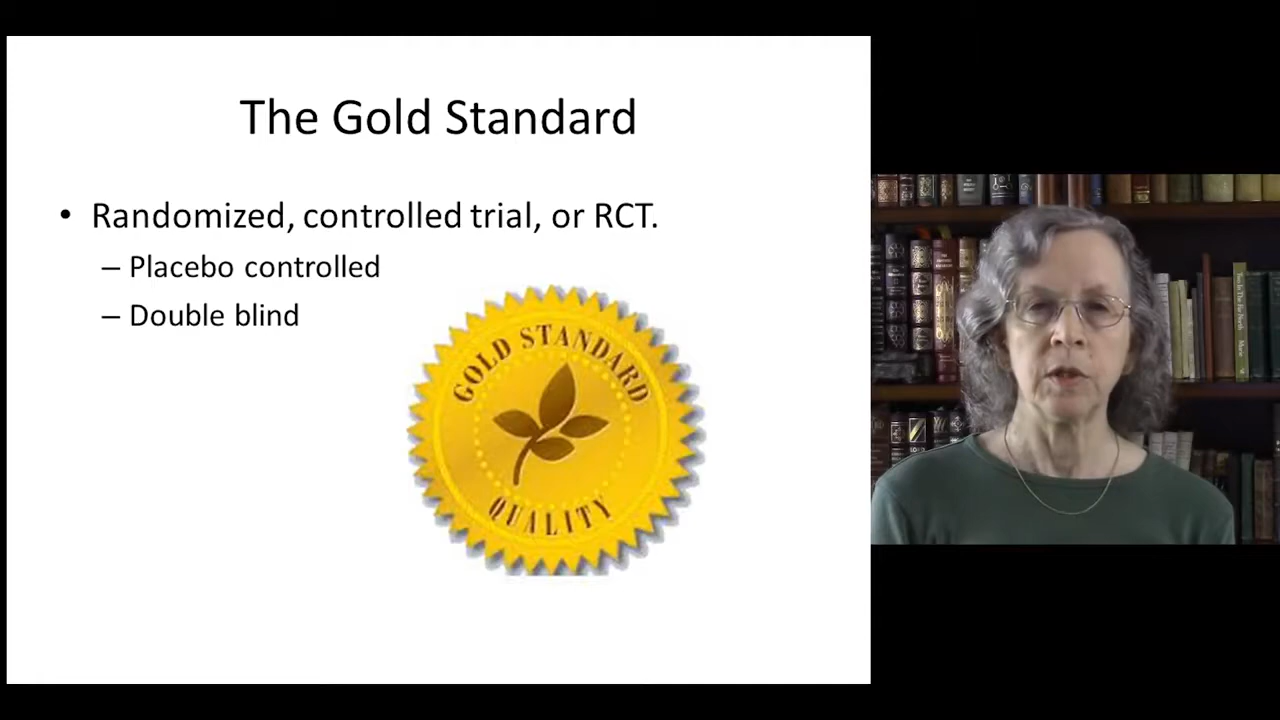 The Gold Standard
• Randomized, controlled trial, or RCT.
– Placebo controlled
– Double blind
GOLD STANDARD
QUALITY